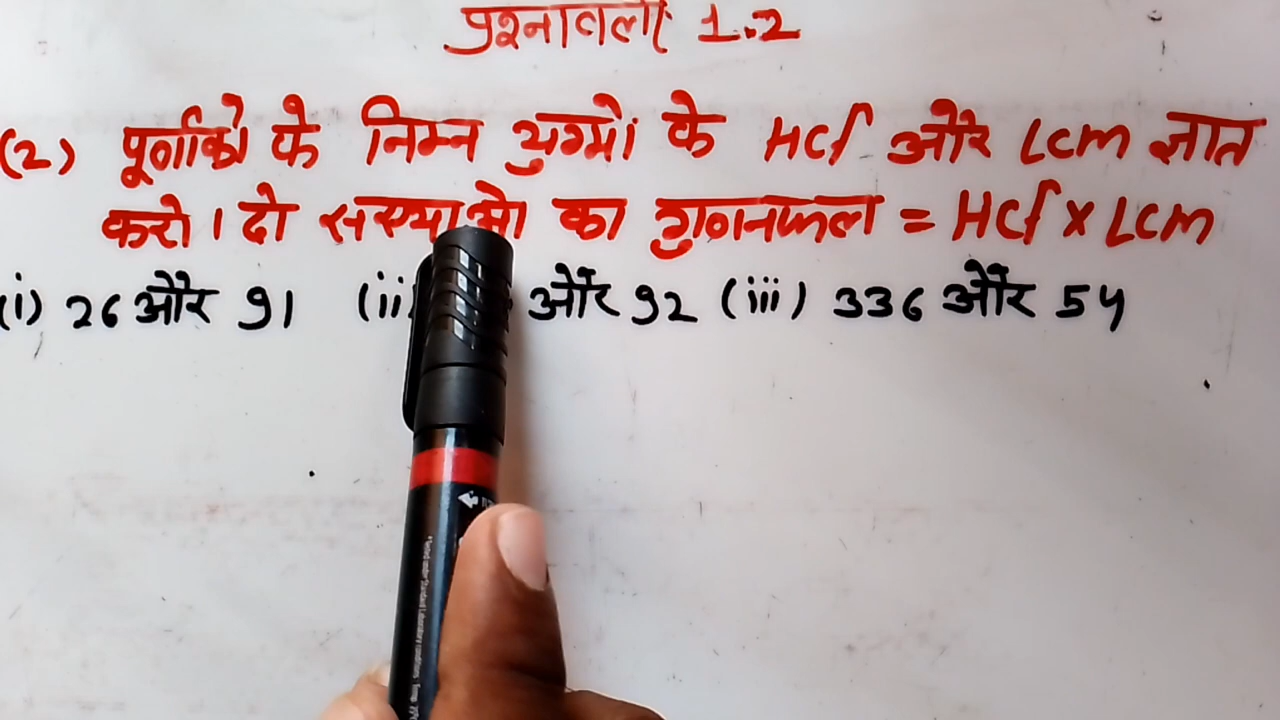 प्रश्नावली 1.2
(2) पूर्णांको के निम्न युग्मो के HCf और LCM ज्ञात
करो। दो संख्याओ का गुणनफल = HCf x LCM
(i) 26 और 91 (ii) और 92 (iii) 336 और 54